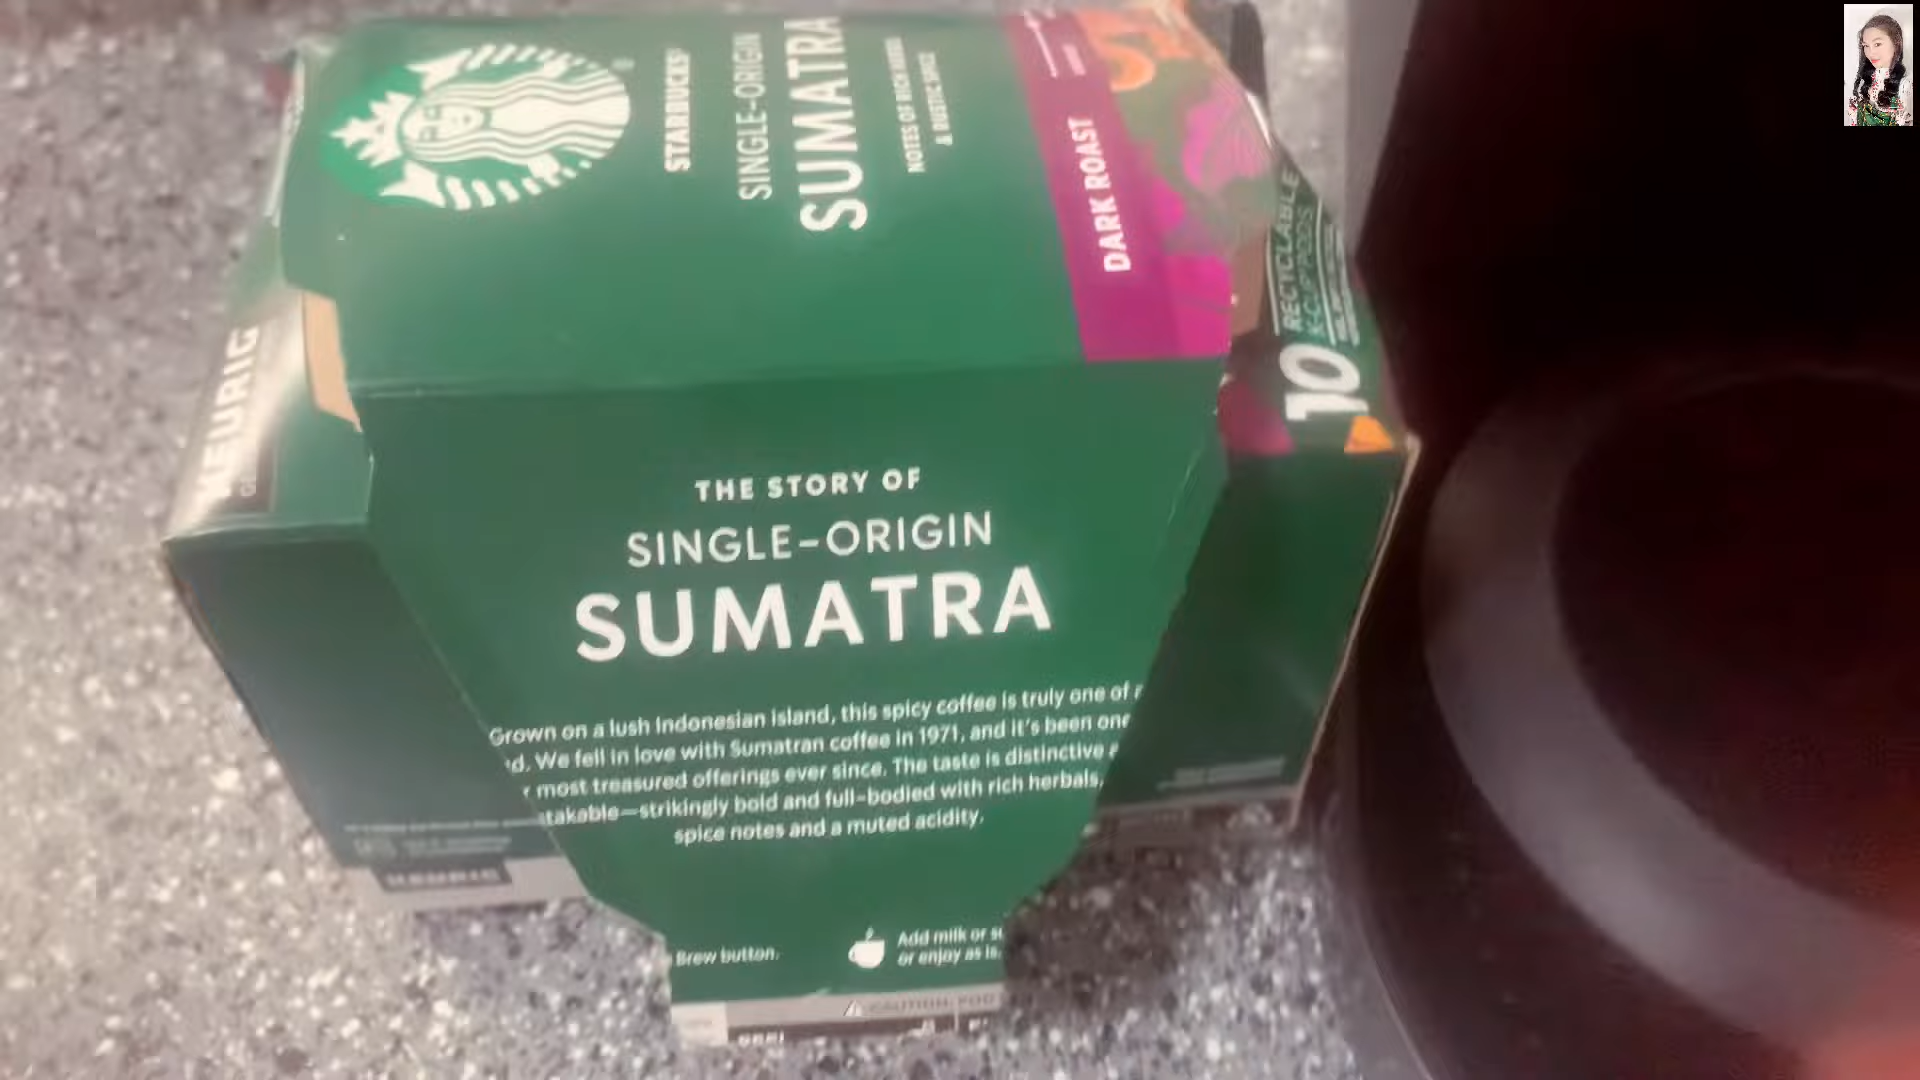 STARBUCKS®
SINGLE-ORIGIN
SUMATRA
NOTES OF RICH HERBS
& RUSTIC SPICE
DARK ROAST
10
RECYCLABLE
K-CUP PODS
KEURIG
THE STORY OF
SINGLE-ORIGIN
SUMATRA
Grown on a lush Indonesian island, this spicy coffee is truly one of a
d. We fell in love with Sumatran coffee in 1971, and it's been one
r most treasured offerings ever since. The taste is distinctive a
takable—strikingly bold and full-bodied with rich herbals,
spice notes and a muted acidity.
Brew button.
Add milk or su
or enjoy as is.
KEURIG
CAUTION: